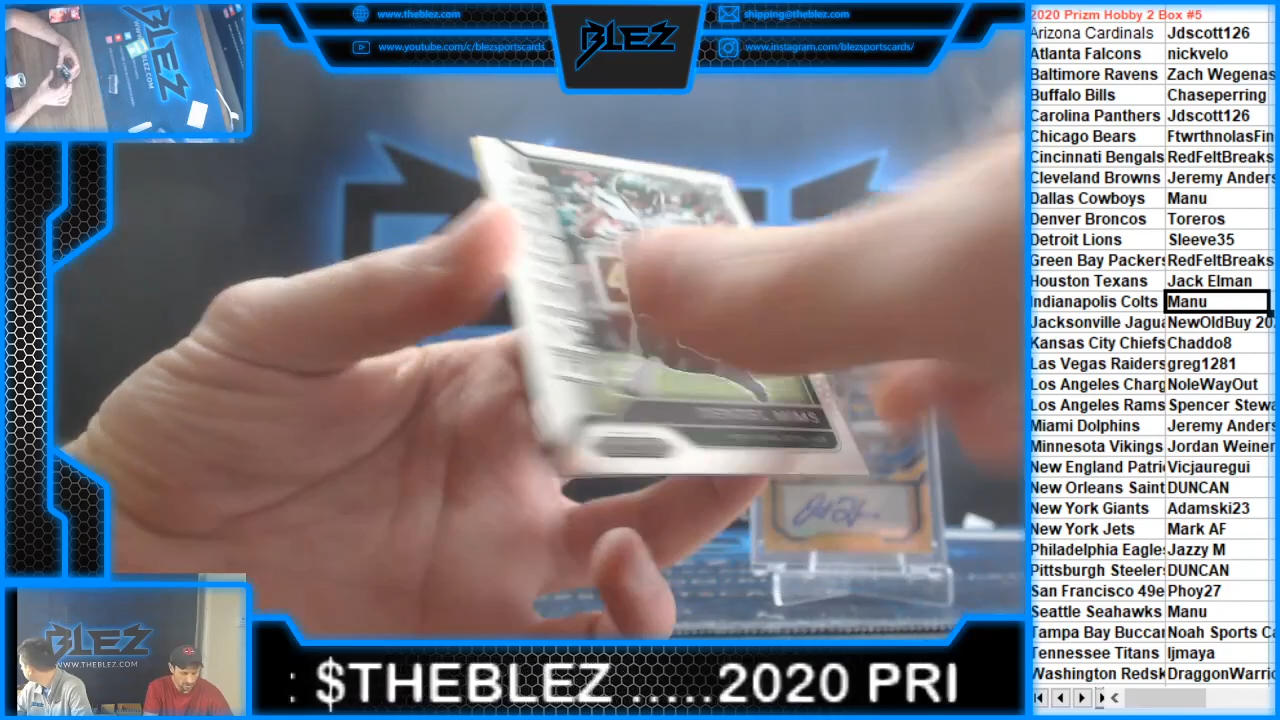 www.theblez.com
shipping@theblez.com
www.youtube.com/c/blezsportscards
www.instagram.com/blezsportscards/
BLEZ
2020 Prizm Hobby 2 Box #5
Arizona Cardinals Jdscott126
Atlanta Falcons nickvelo
Baltimore Ravens Zach Wegenas
Buffalo Bills Chaseperring
Carolina Panthers Jdscott126
Chicago Bears FtwrthnolasFin
Cincinnati Bengals RedFeltBreaks
Cleveland Browns Jeremy Anders
Dallas Cowboys Manu
Denver Broncos Toreros
Detroit Lions Sleeve35
Green Bay Packers RedFeltBreaks
Houston Texans Jack Elman
Indianapolis Colts Manu
Jacksonville Jagua NewOldBuy 20
Kansas City Chiefs Chaddo8
Las Vegas Raiders greg1281
Los Angeles Charg NoleWayOut
Los Angeles Rams Spencer Stewa
Miami Dolphins Jeremy Anders
Minnesota Vikings Jordan Weiner
New England Patri Vicjauregui
New Orleans Saint DUNCAN
New York Giants Adamski23
New York Jets Mark AF
Philadelphia Eagle Jazzy M
Pittsburgh Steeler DUNCAN
San Francisco 49e Phoy27
Seattle Seahawks Manu
Tampa Bay Buccar Noah Sports Ca
Tennessee Titans ljmaya
Washington Redsk DraggonWarrio
MIMS
BLEZ
WWW.THEBLEZ.COM
: $THEBLEZ .....2020 PRI